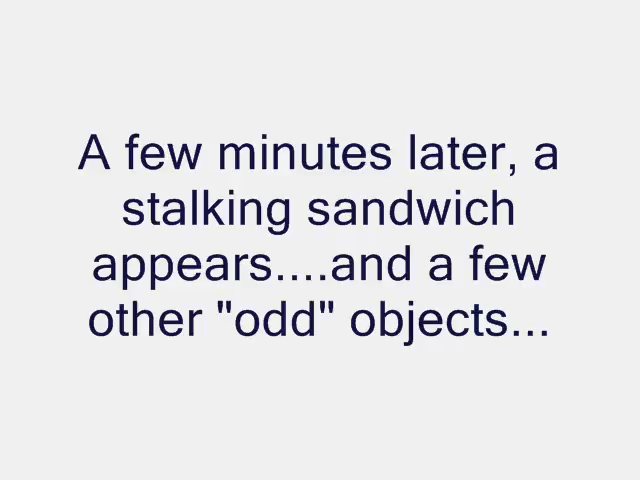 A few minutes later, a
stalking sandwich
appears....and a few
other "odd" objects...